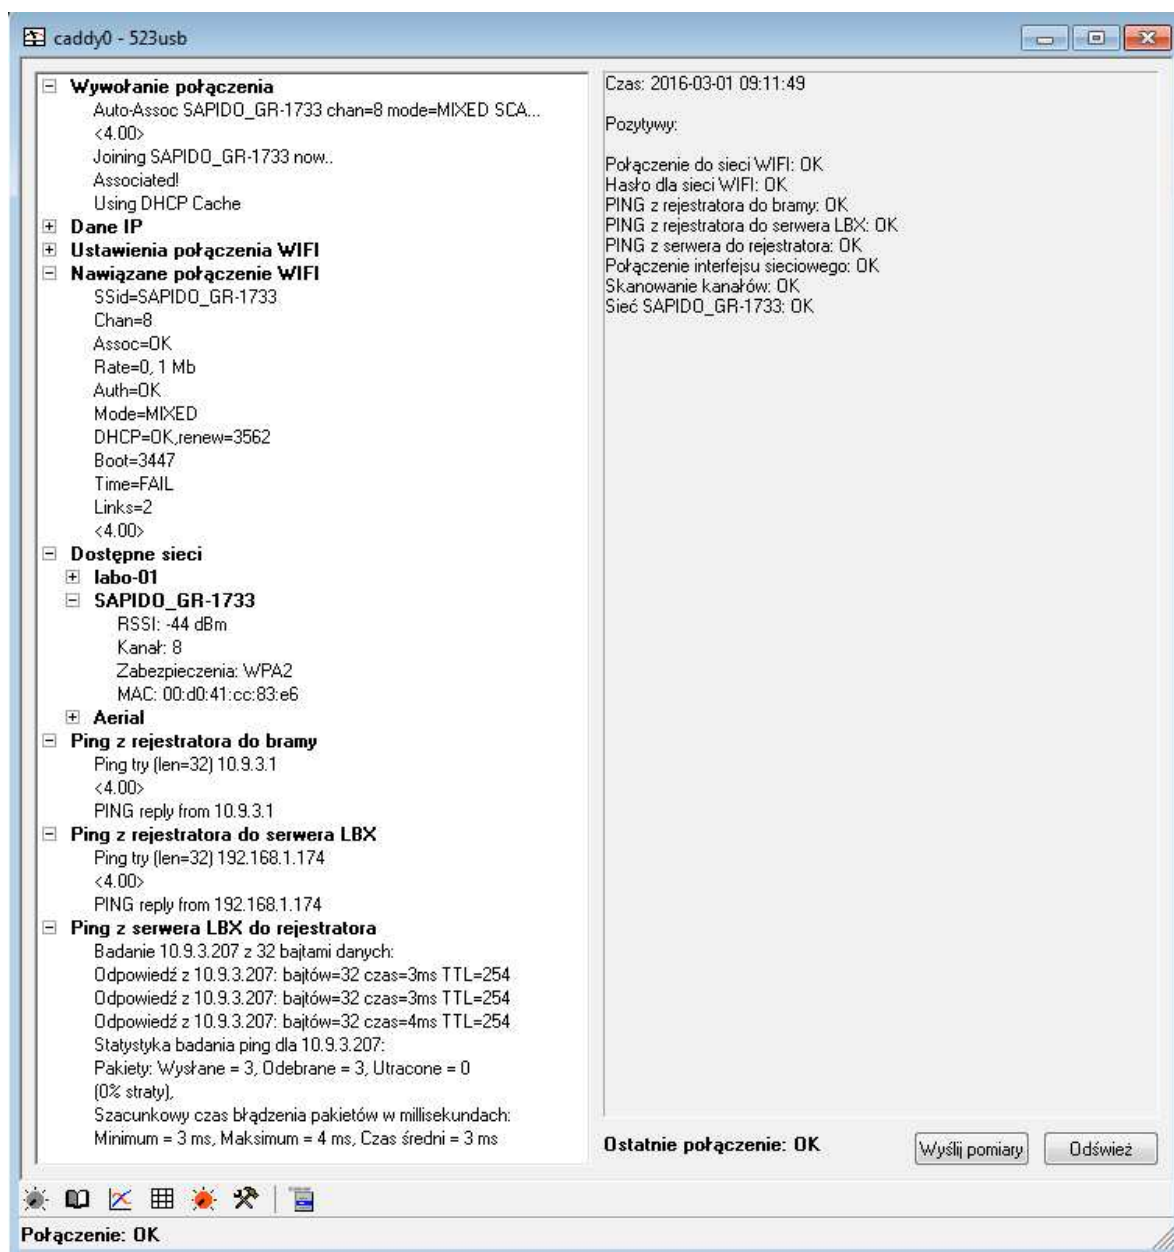 caddy0 - 523usb
Wywołanie połączenia
Auto-Assoc SAPIDO_GR-1733 chan=8 mode=MIXED SCA...
<4.00>
Joining SAPIDO_GR-1733 now..
Associated!
Using DHCP Cache
Dane IP
Ustawienia połączenia WIFI
Nawiązane połączenie WIFI
SSid=SAPIDO_GR-1733
Chan=8
Assoc=OK
Rate=0, 1 Mb
Auth=OK
Mode=MIXED
DHCP=OK,renew=3562
Boot=3447
Time=FAIL
Links=2
<4.00>
Dostępne sieci
labo-01
SAPIDO_GR-1733
RSSI: -44 dBm
Kanał: 8
Zabezpieczenia: WPA2
MAC: 00:d0:41:cc:83:e6
Aerial
Ping z rejestratora do bramy
Ping try (len=32) 10.9.3.1
<4.00>
PING reply from 10.9.3.1
Ping z rejestratora do serwera LBX
Ping try (len=32) 192.168.1.174
<4.00>
PING reply from 192.168.1.174
Ping z serwera LBX do rejestratora
Badanie 10.9.3.207 z 32 bajtami danych:
Odpowiedź z 10.9.3.207: bajtów=32 czas=3ms TTL=254
Odpowiedź z 10.9.3.207: bajtów=32 czas=3ms TTL=254
Odpowiedź z 10.9.3.207: bajtów=32 czas=4ms TTL=254
Statystyka badania ping dla 10.9.3.207:
Pakiety: Wysłane = 3, Odebrane = 3, Utracone = 0
(0% straty),
Szacunkowy czas błądzenia pakietów w millisekundach:
Minimum = 3 ms, Maksimum = 4 ms, Czas średni = 3 ms
Czas: 2016-03-01 09:11:49
Pozytywy:
Połączenie do sieci WIFI: OK
Hasło dla sieci WIFI: OK
PING z rejestratora do bramy: OK
PING z rejestratora do serwera LBX: OK
PING z serwera do rejestratora: OK
Połączenie interfejsu sieciowego: OK
Skanowanie kanałów: OK
Sieć SAPIDO_GR-1733: OK
Ostatnie połączenie: OK
Wyślij pomiary
Odśwież
Połączenie: OK